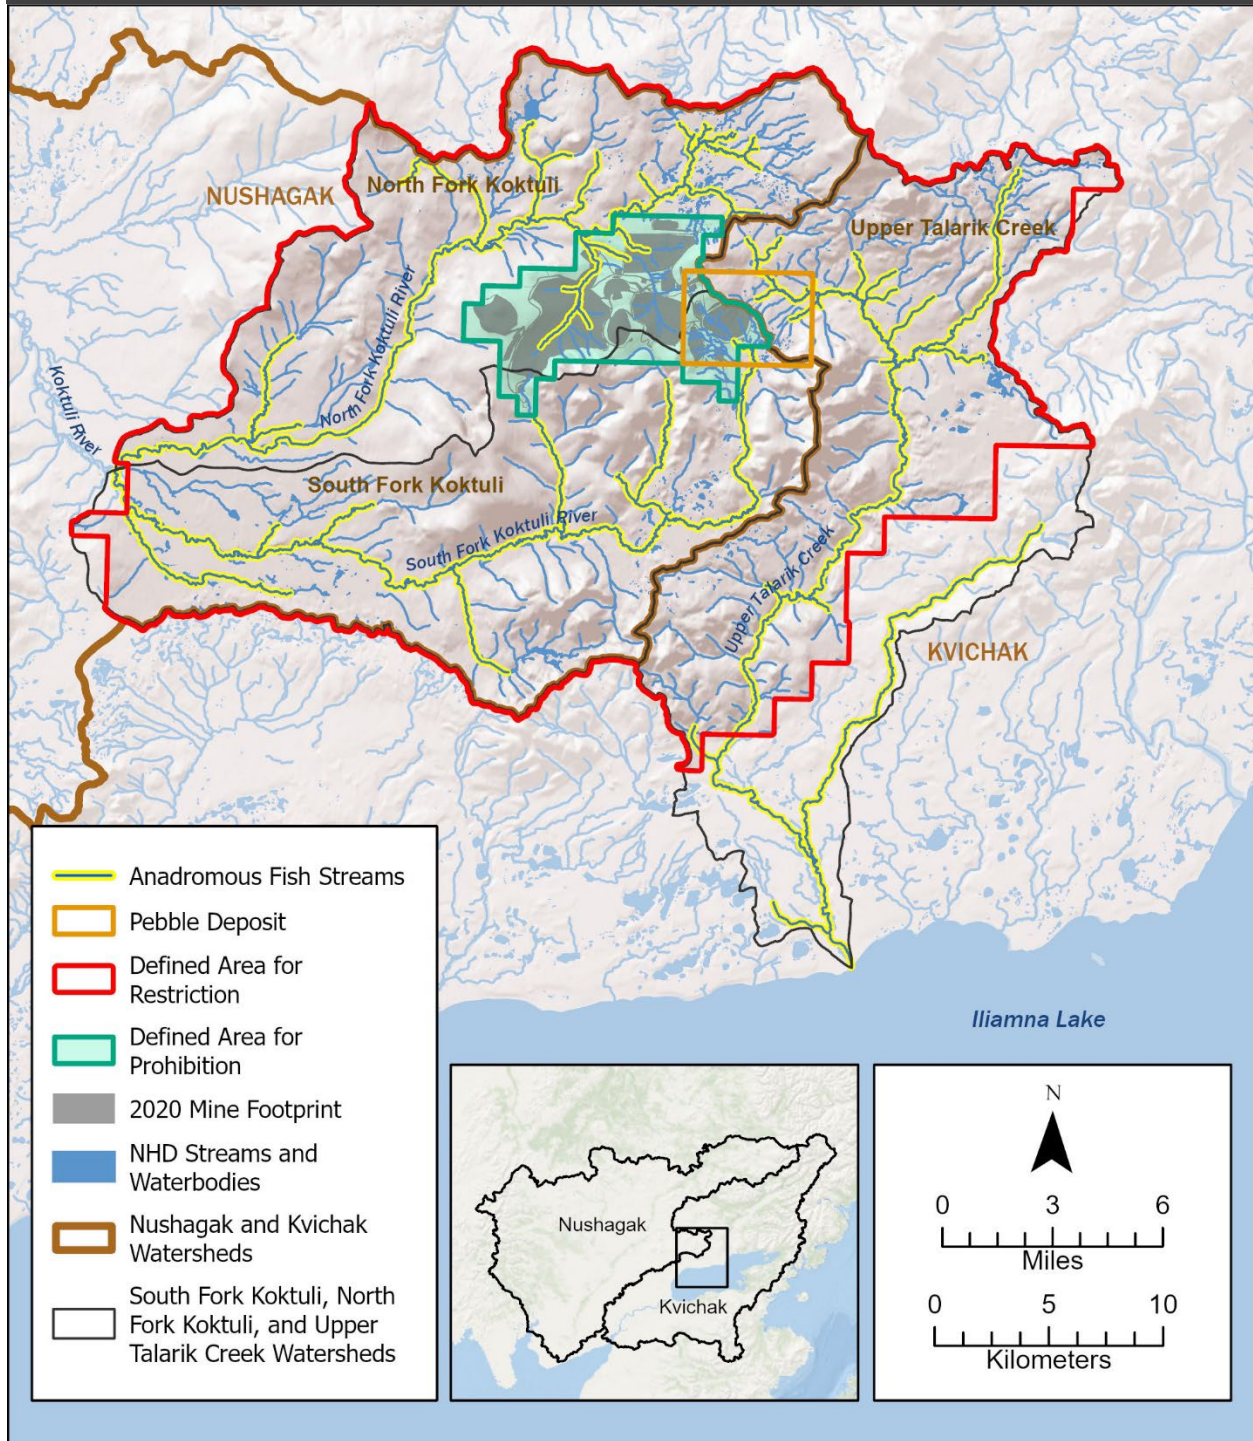 NUSHAGAK
North Fork Koktuli
Upper Talarik Creek
North Fork Koktuli River
Koktuli River
South Fork Koktuli
South Fork Koktuli River
Upper Talarik Creek
KVICHAK
Iliamna Lake
Anadromous Fish Streams
Pebble Deposit
Defined Area for
Restriction
Defined Area for
Prohibition
2020 Mine Footprint
NHD Streams and
Waterbodies
Nushagak and Kvichak
Watersheds
South Fork Koktuli, North
Fork Koktuli, and Upper
Talarik Creek Watersheds
Nushagak
Kvichak
N
0 3 6
Miles
0 5 10
Kilometers